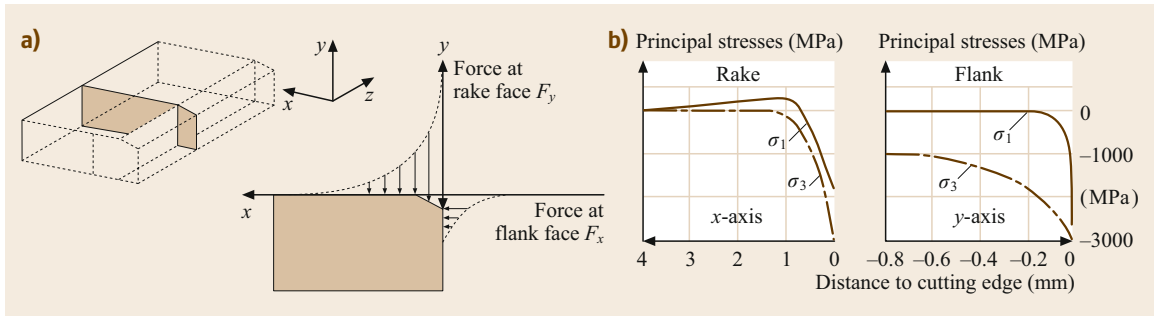 a)
y
x
z
y
Force at
rake face F_y
x
Force at
flank face F_x
b)
Principal stresses (MPa)
Rake
σ1
σ3
x-axis
4 3 2 1 0
Principal stresses (MPa)
Flank
σ1
σ3
y-axis
0
–1000
(MPa)
–3000
–0.8 –0.6 –0.4 –0.2 0
Distance to cutting edge (mm)